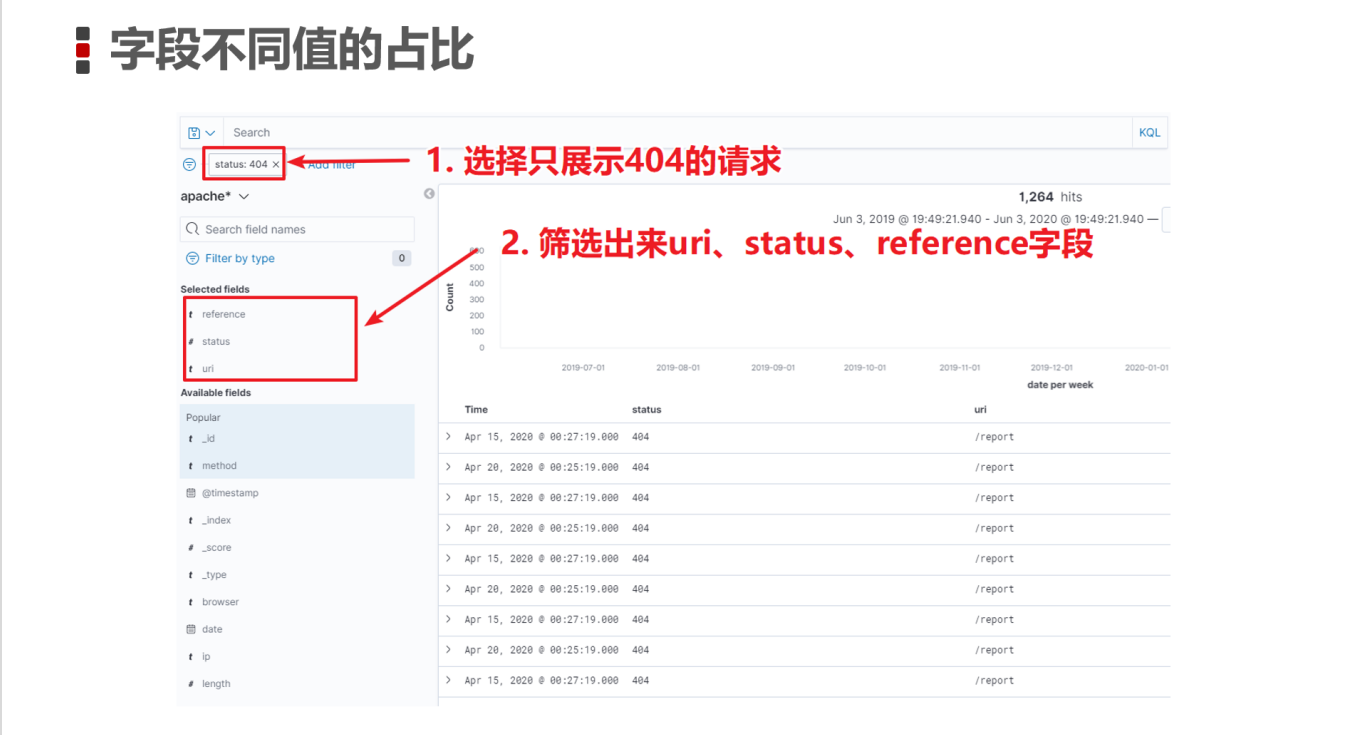 字段不同值的占比
Search
KQL
status: 404 ×
Add filter
1. 选择只展示404的请求
apache*
1,264 hits
Search field names
Jun 3, 2019 @ 19:49:21.940 - Jun 3, 2020 @ 19:49:21.940 —
2. 筛选出来uri、status、reference字段
Filter by type
0
Selected fields
t reference
# status
t uri
Available fields
Popular
t _id
t method
@timestamp
t _index
# _score
t _type
t browser
date
t ip
# length
Count
600
500
400
300
200
100
0
2019-07-01 2019-08-01 2019-09-01 2019-10-01 2019-11-01 2019-12-01 2020-01-01
date per week
Time status uri
> Apr 15, 2020 @ 00:27:19.000 404 /report
> Apr 20, 2020 @ 00:25:19.000 404 /report
> Apr 15, 2020 @ 00:27:19.000 404 /report
> Apr 20, 2020 @ 00:25:19.000 404 /report
> Apr 15, 2020 @ 00:27:19.000 404 /report
> Apr 20, 2020 @ 00:25:19.000 404 /report
> Apr 15, 2020 @ 00:27:19.000 404 /report
> Apr 20, 2020 @ 00:25:19.000 404 /report
> Apr 15, 2020 @ 00:27:19.000 404 /report